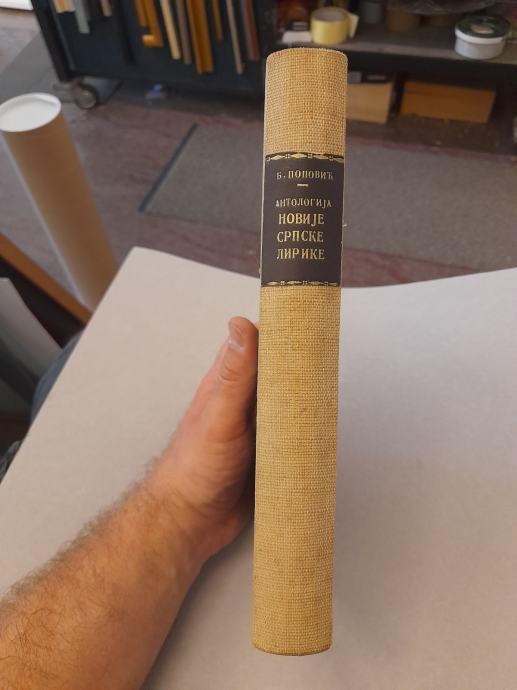 Б. ПОПОВИЋ
АНТОЛОГИЈА
НОВИЈЕ
СРПСКЕ
ЛИРИКЕ